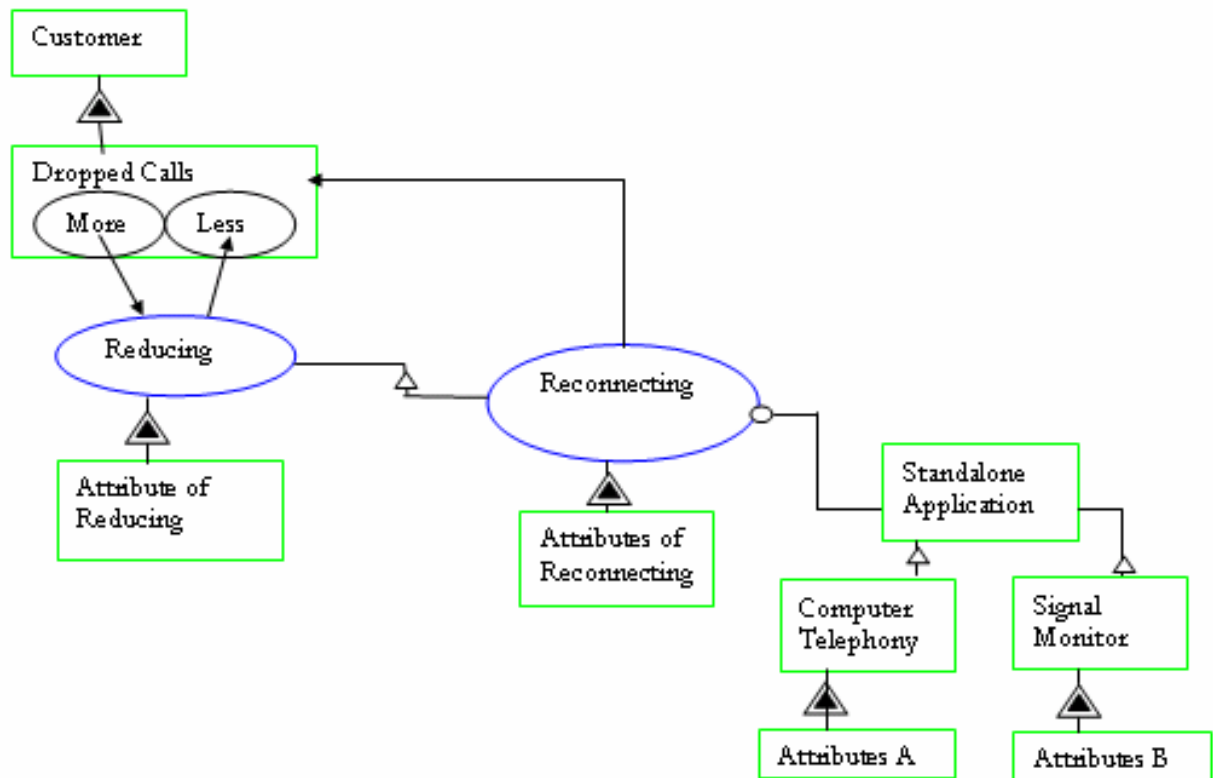 Customer
Dropped Calls
More
Less
Reducing
Reconnecting
Attribute of
Reducing
Attributes of
Reconnecting
Standalone
Application
Computer
Telephony
Signal
Monitor
Attributes A
Attributes B